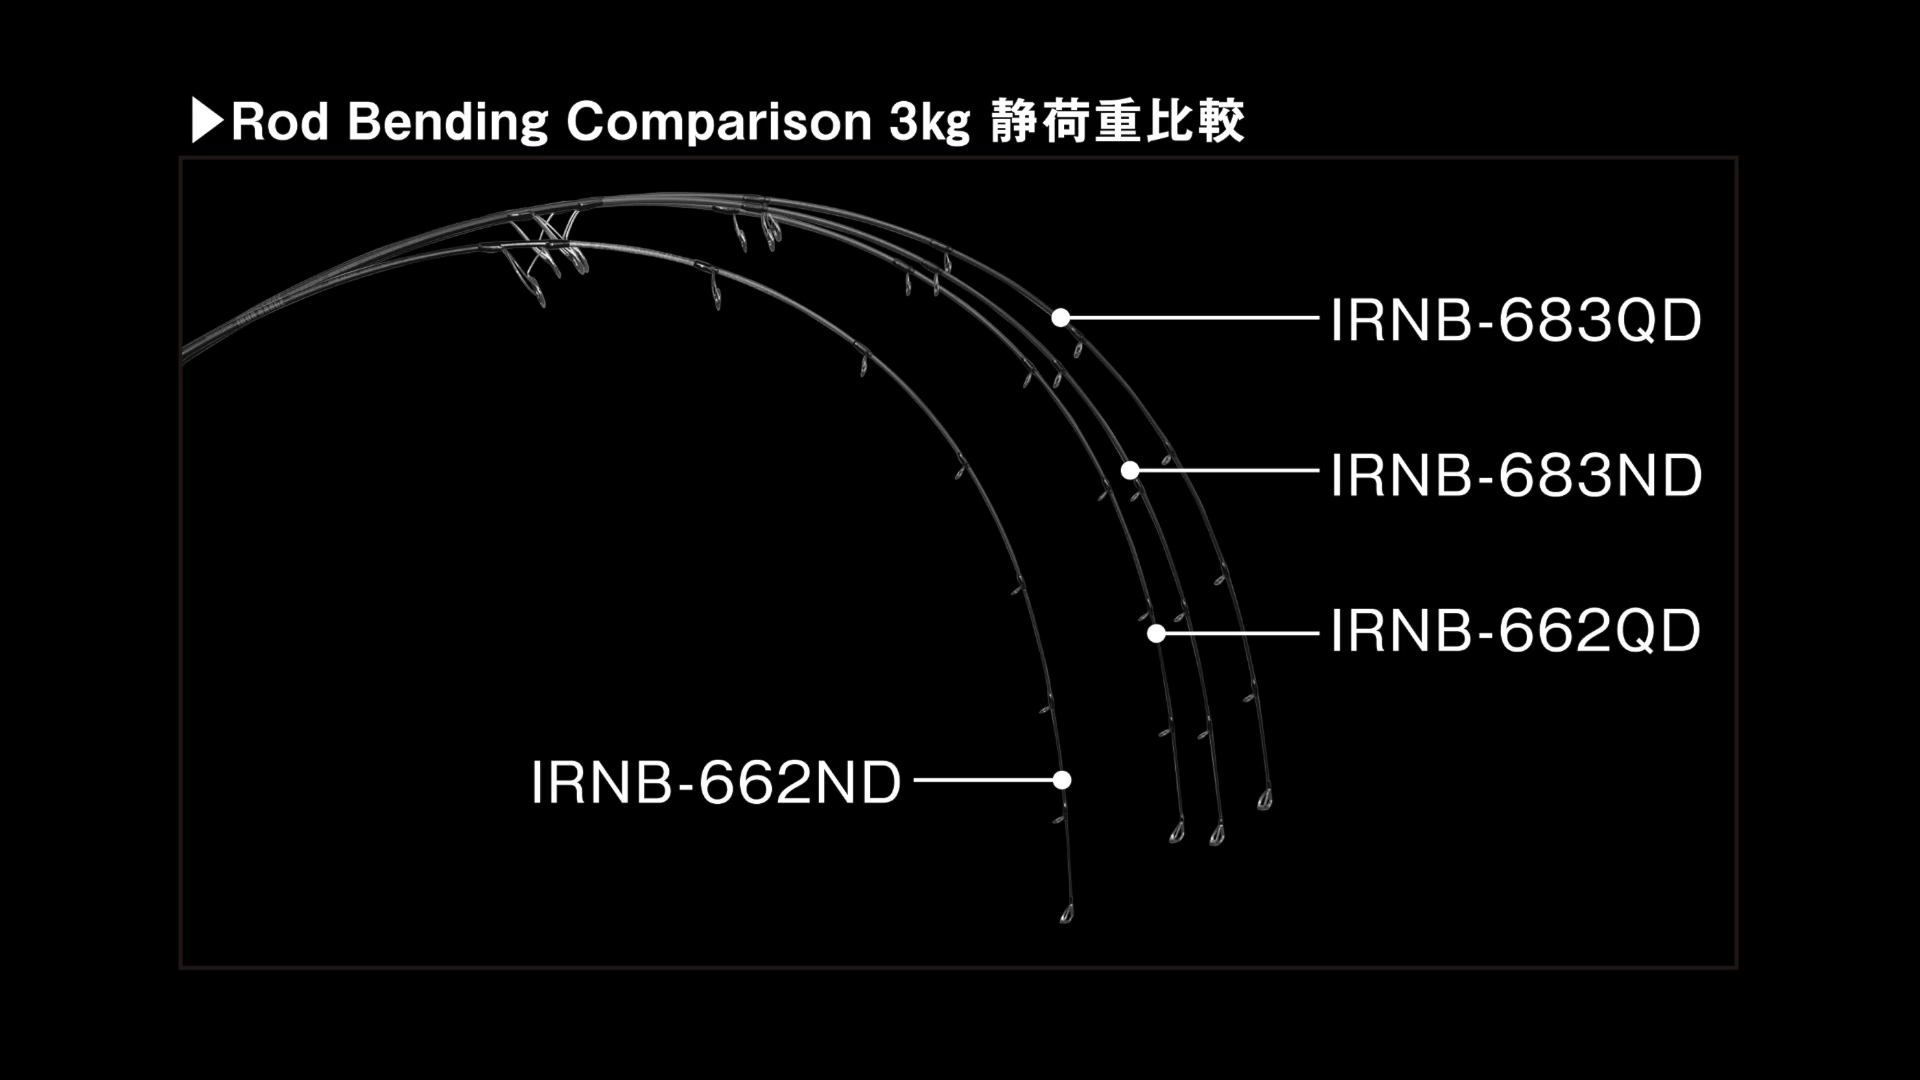 ▶Rod Bending Comparison 3kg 静荷重比較
IRNB-683QD
IRNB-683ND
IRNB-662QD
IRNB-662ND